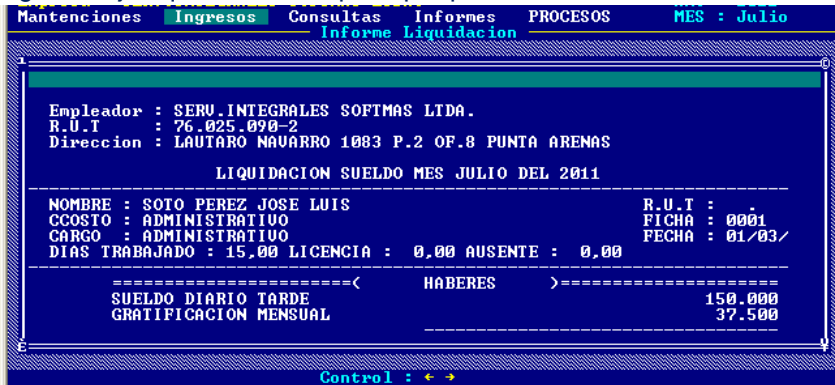 Mantenciones Ingresos Consultas Informes PROCESOS MES : Julio
Informe Liquidacion
Empleador : SERV.INTEGRALES SOFTMAS LTDA.
R.U.T : 76.025.090-2
Direccion : LAUTARO NAVARRO 1083 P.2 OF.8 PUNTA ARENAS
LIQUIDACION SUELDO MES JULIO DEL 2011
NOMBRE : SOTO PEREZ JOSE LUIS R.U.T : .
CCOSTO : ADMINISTRATIVO FICHA : 0001
CARGO : ADMINISTRATIVO FECHA : 01/03/
DIAS TRABAJADO : 15,00 LICENCIA : 0,00 AUSENTE : 0,00
======================( HABERES )====================
SUELDO DIARIO TARDE 150.000
GRATIFICACION MENSUAL 37.500
Control : ← →